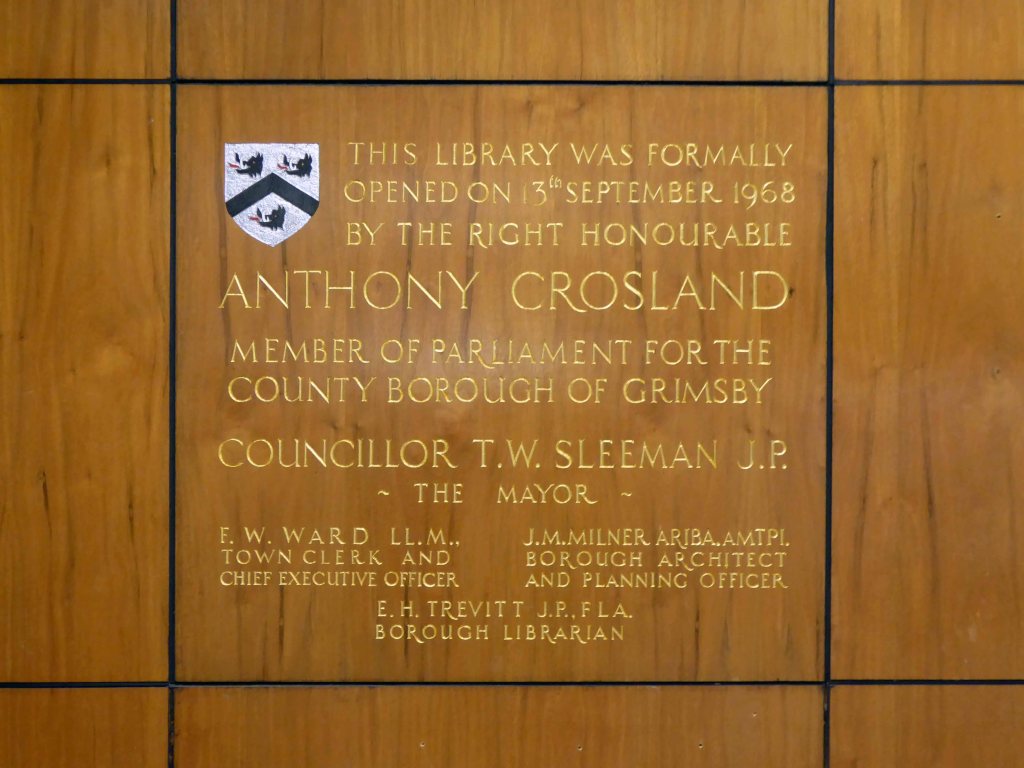 THIS LIBRARY WAS FORMALLY
OPENED ON 13th SEPTEMBER 1968
BY THE RIGHT HONOURABLE
ANTHONY CROSLAND
MEMBER OF PARLIAMENT FOR THE
COUNTY BOROUGH OF GRIMSBY
COUNCILLOR T.W. SLEEMAN J.P.
~ THE MAYOR ~
F. W. WARD LL.M.,
TOWN CLERK AND
CHIEF EXECUTIVE OFFICER
J.M.MILNER ARIBA.AMTPI.
BOROUGH ARCHITECT
AND PLANNING OFFICER
E.H. TREVITT J.P., F.L.A.
BOROUGH LIBRARIAN